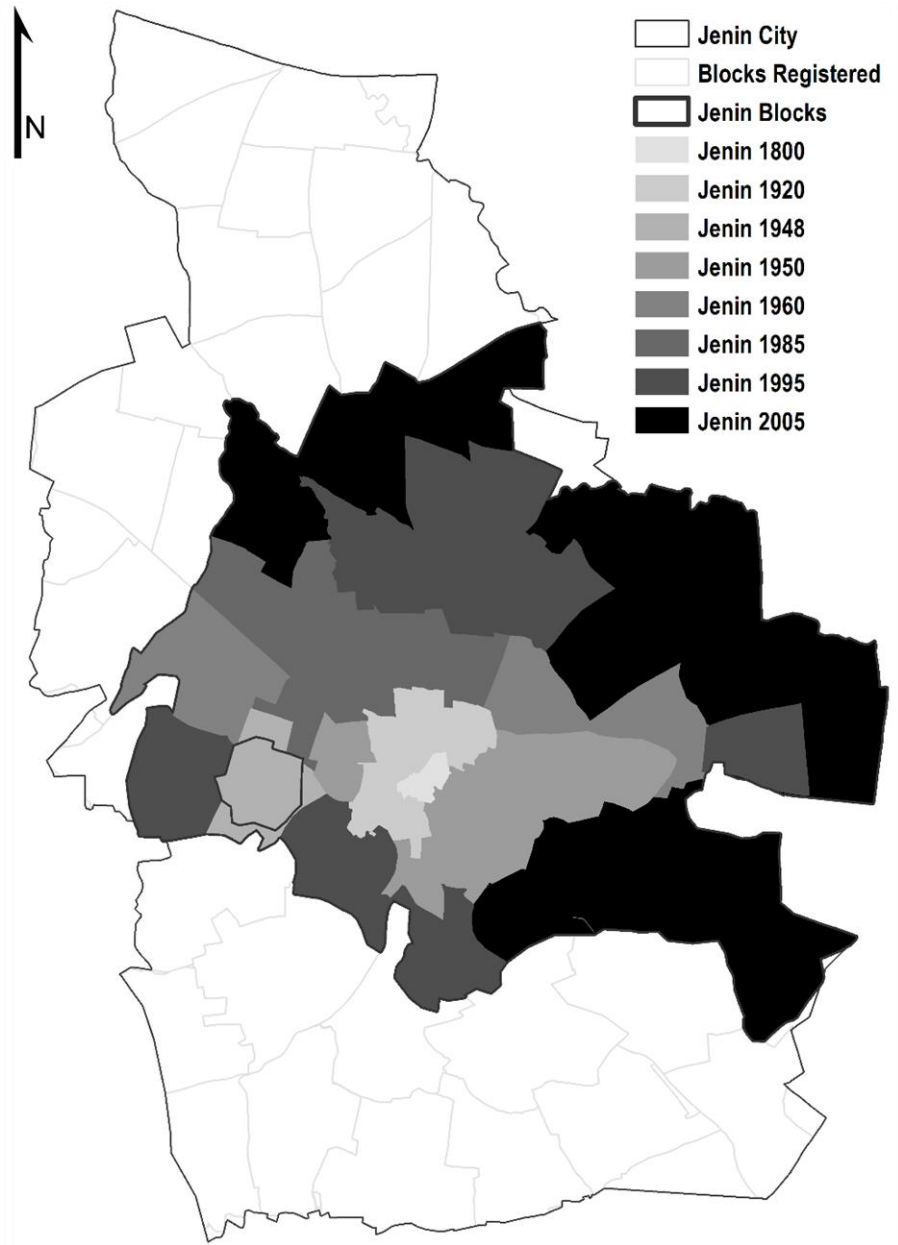 N
Jenin City
Blocks Registered
Jenin Blocks
Jenin 1800
Jenin 1920
Jenin 1948
Jenin 1950
Jenin 1960
Jenin 1985
Jenin 1995
Jenin 2005